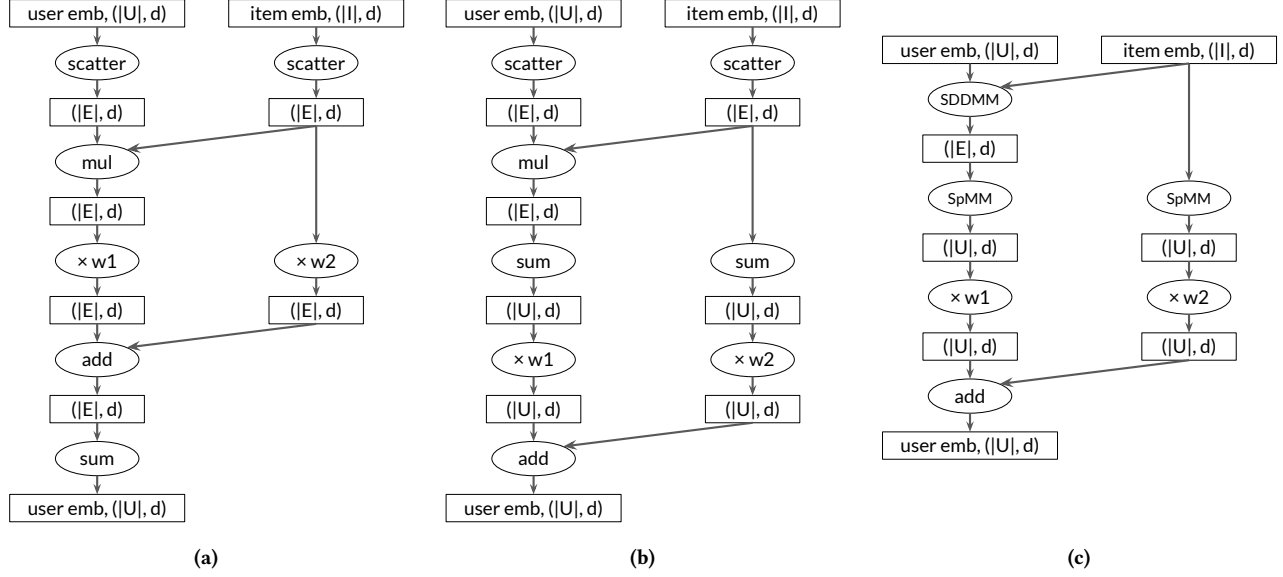 user emb, (|U|, d)
item emb, (|I|, d)
scatter
scatter
(|E|, d)
(|E|, d)
mul
(|E|, d)
× w1
× w2
(|E|, d)
(|E|, d)
add
(|E|, d)
sum
user emb, (|U|, d)
(a)
user emb, (|U|, d)
item emb, (|I|, d)
scatter
scatter
(|E|, d)
(|E|, d)
mul
(|E|, d)
sum
sum
(|U|, d)
(|U|, d)
× w1
× w2
(|U|, d)
(|U|, d)
add
user emb, (|U|, d)
(b)
user emb, (|U|, d)
item emb, (|I|, d)
SDDMM
(|E|, d)
SpMM
SpMM
(|U|, d)
(|U|, d)
× w1
× w2
(|U|, d)
(|U|, d)
add
user emb, (|U|, d)
(c)